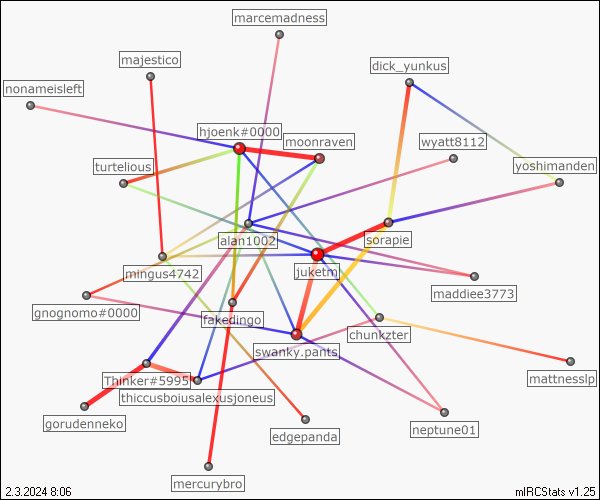 marcemadness
majestico
dick_yunkus
nonameisleft
hjoenk#0000
moonraven
wyatt8112
turtelious
yoshimanden
alan1002
sorapie
mingus4742
juketm
maddiee3773
gnognomo#0000
fakedingo
chunkzter
swanky.pants
Thinker#5995
mattnesslp
thiccusboiusalexusjoneus
gorudenneko
neptune01
edgepanda
mercurybro
2.3.2024 8:06
mIRCStats v1.25